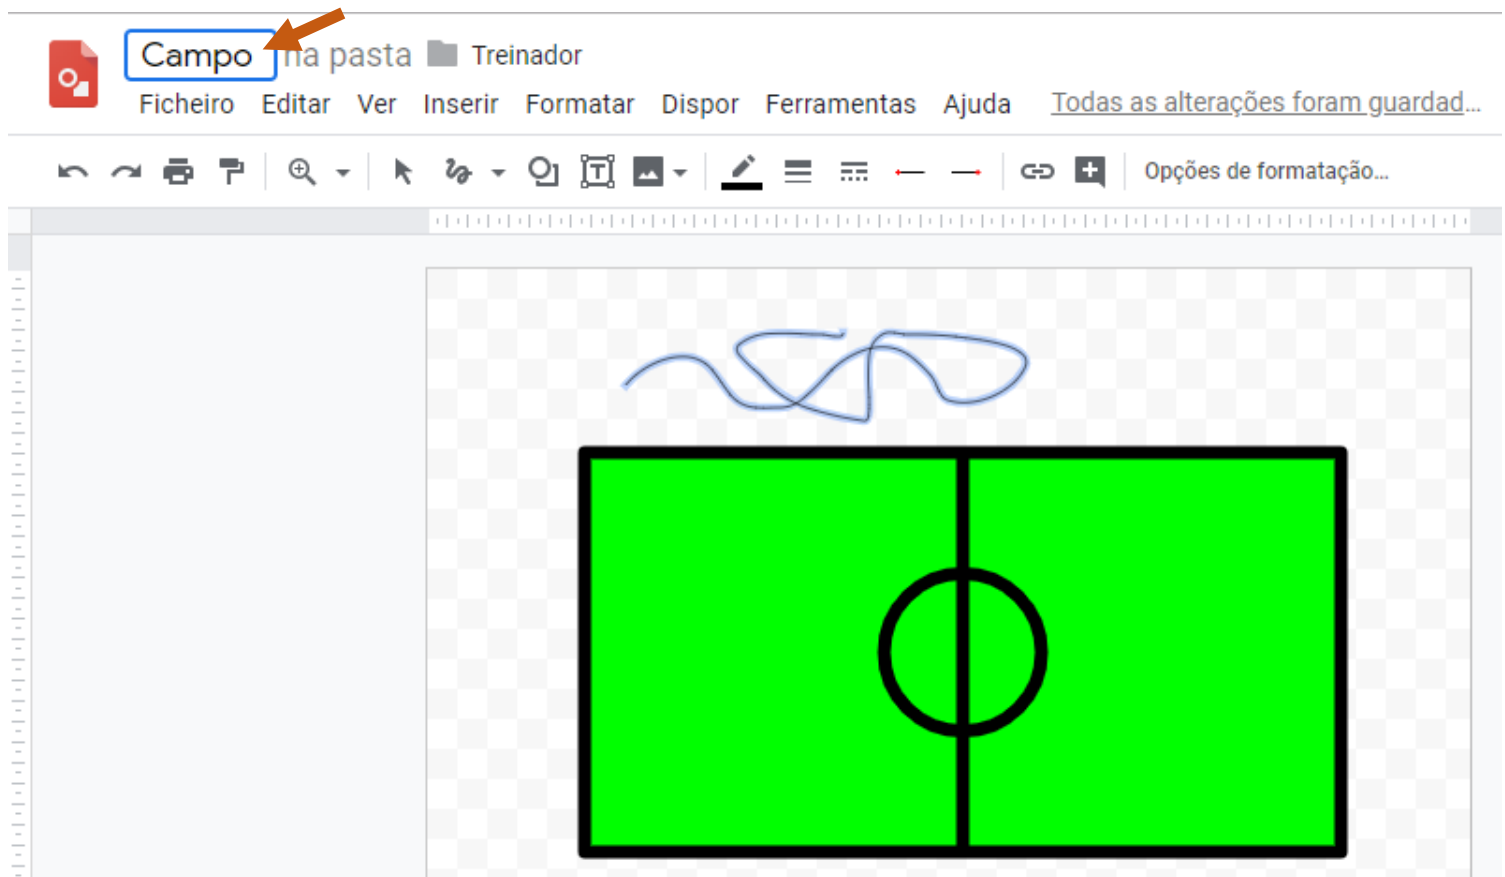 Campo na pasta Treinador
Ficheiro Editar Ver Inserir Formatar Dispor Ferramentas Ajuda Todas as alterações foram guardad...
Opções de formatação...